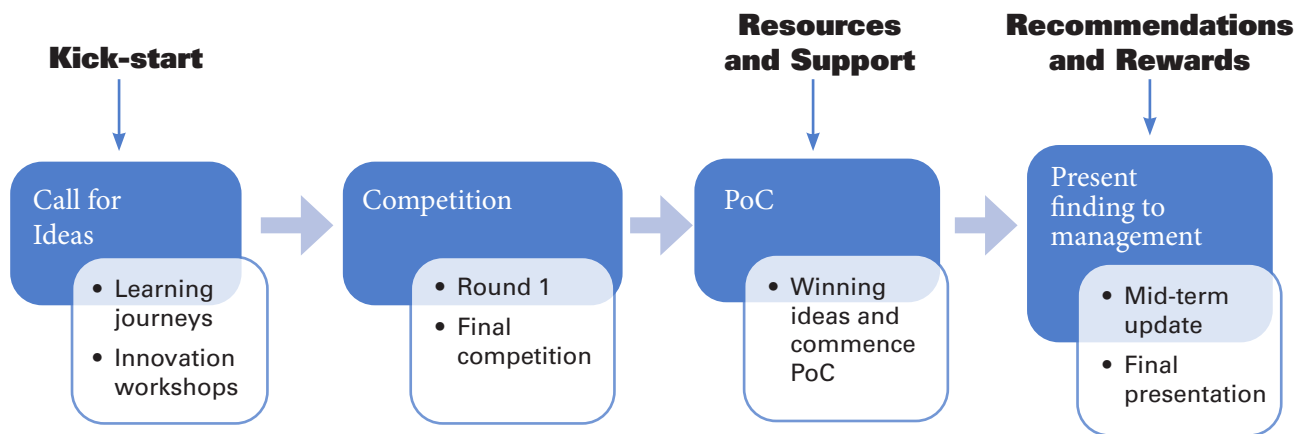 Kick-start
Resources
and Support
Recommendations
and Rewards
Call for
Ideas
• Learning
journeys
• Innovation
workshops
Competition
• Round 1
• Final
competition
PoC
• Winning
ideas and
commence
PoC
Present
finding to
management
• Mid-term
update
• Final
presentation